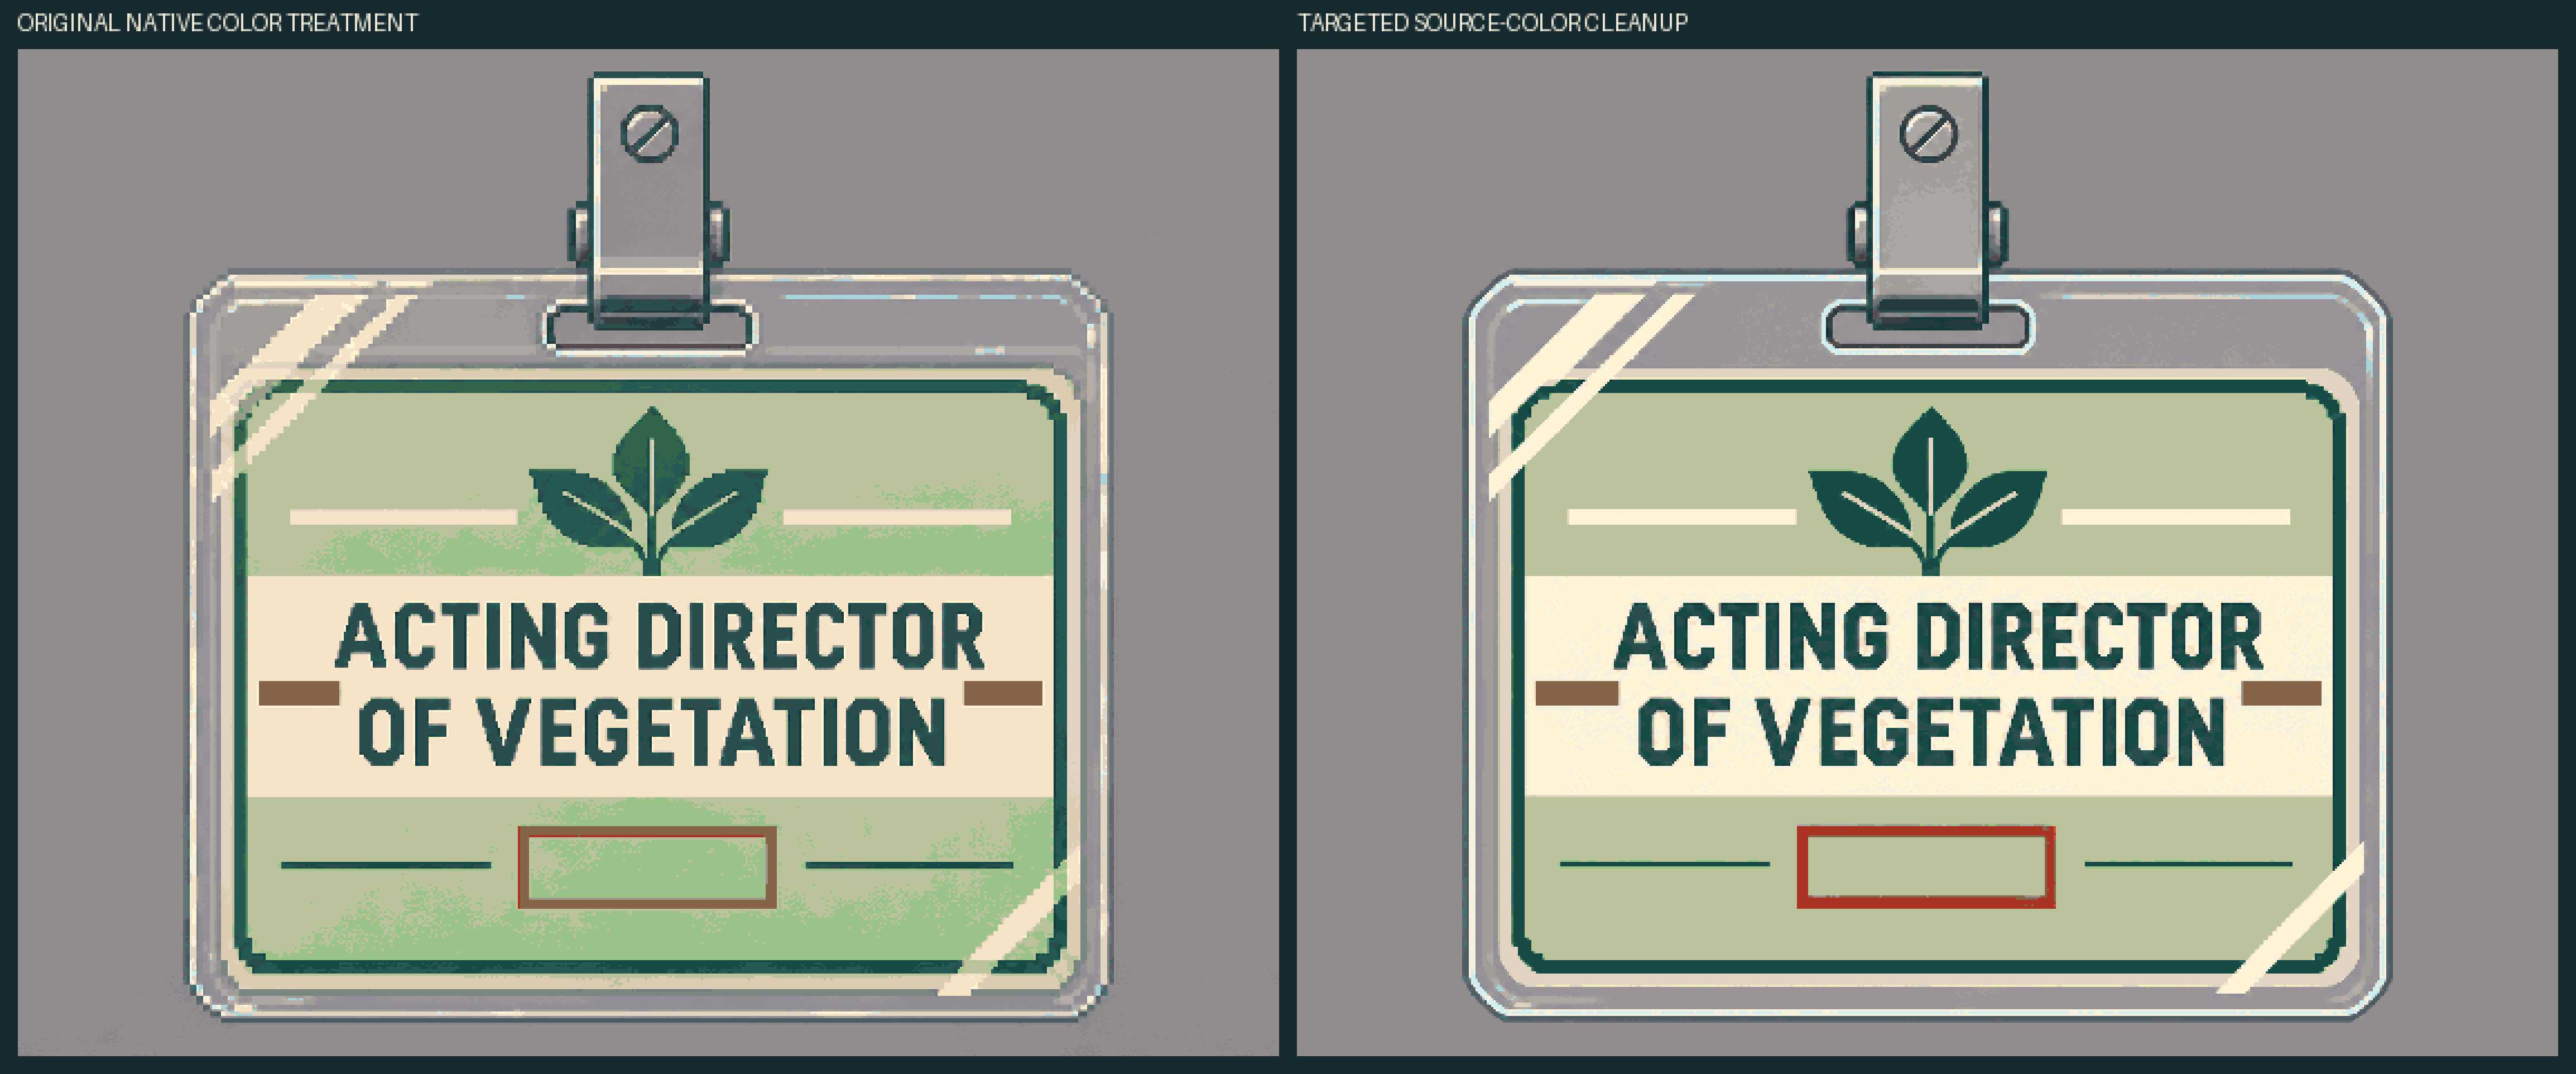 ORIGINAL NATIVE COLOR TREATMENT
TARGETED SOURCE-COLOR CLEANUP
ACTING DIRECTOR
OF VEGETATION
ACTING DIRECTOR
OF VEGETATION